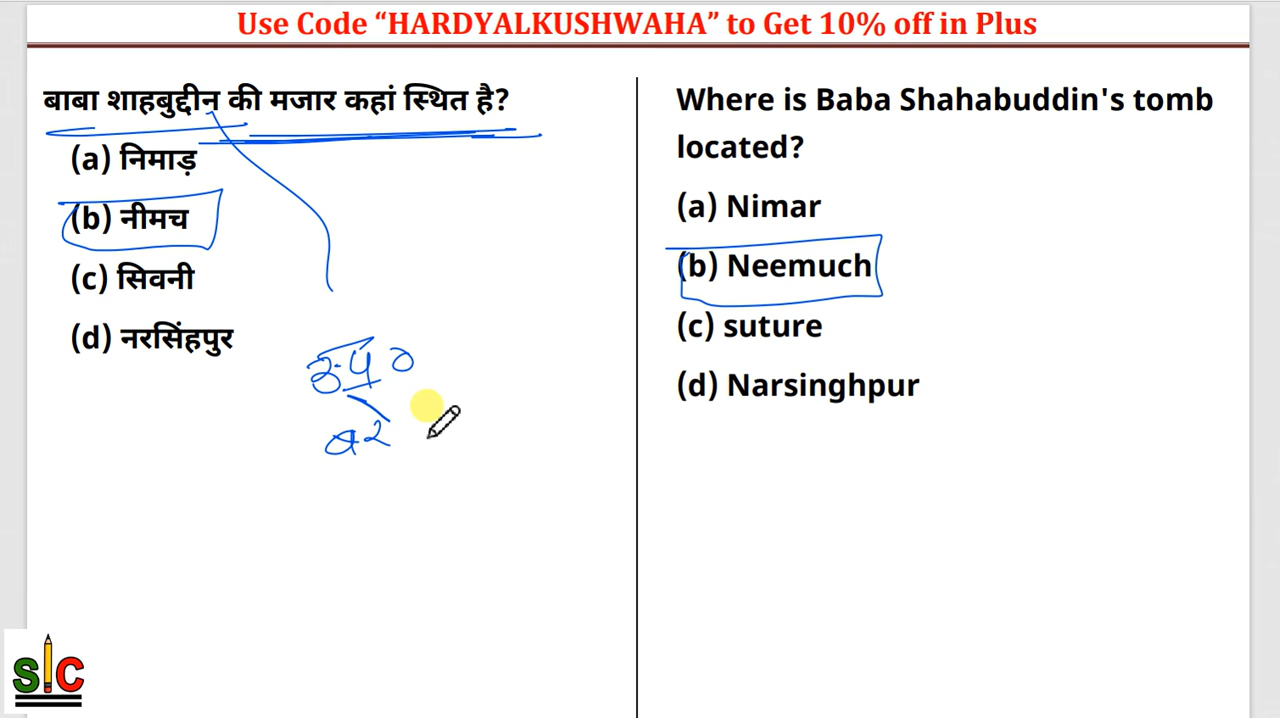 Use Code “HARDYALKUSHWAHA” to Get 10% off in Plus
बाबा शाहबुद्दीन की मजार कहां स्थित है?
(a) निमाड़
(b) नीमच
(c) सिवनी
(d) नरसिंहपुर
Where is Baba Shahabuddin's tomb
located?
(a) Nimar
(b) Neemuch
(c) suture
(d) Narsinghpur
SIC